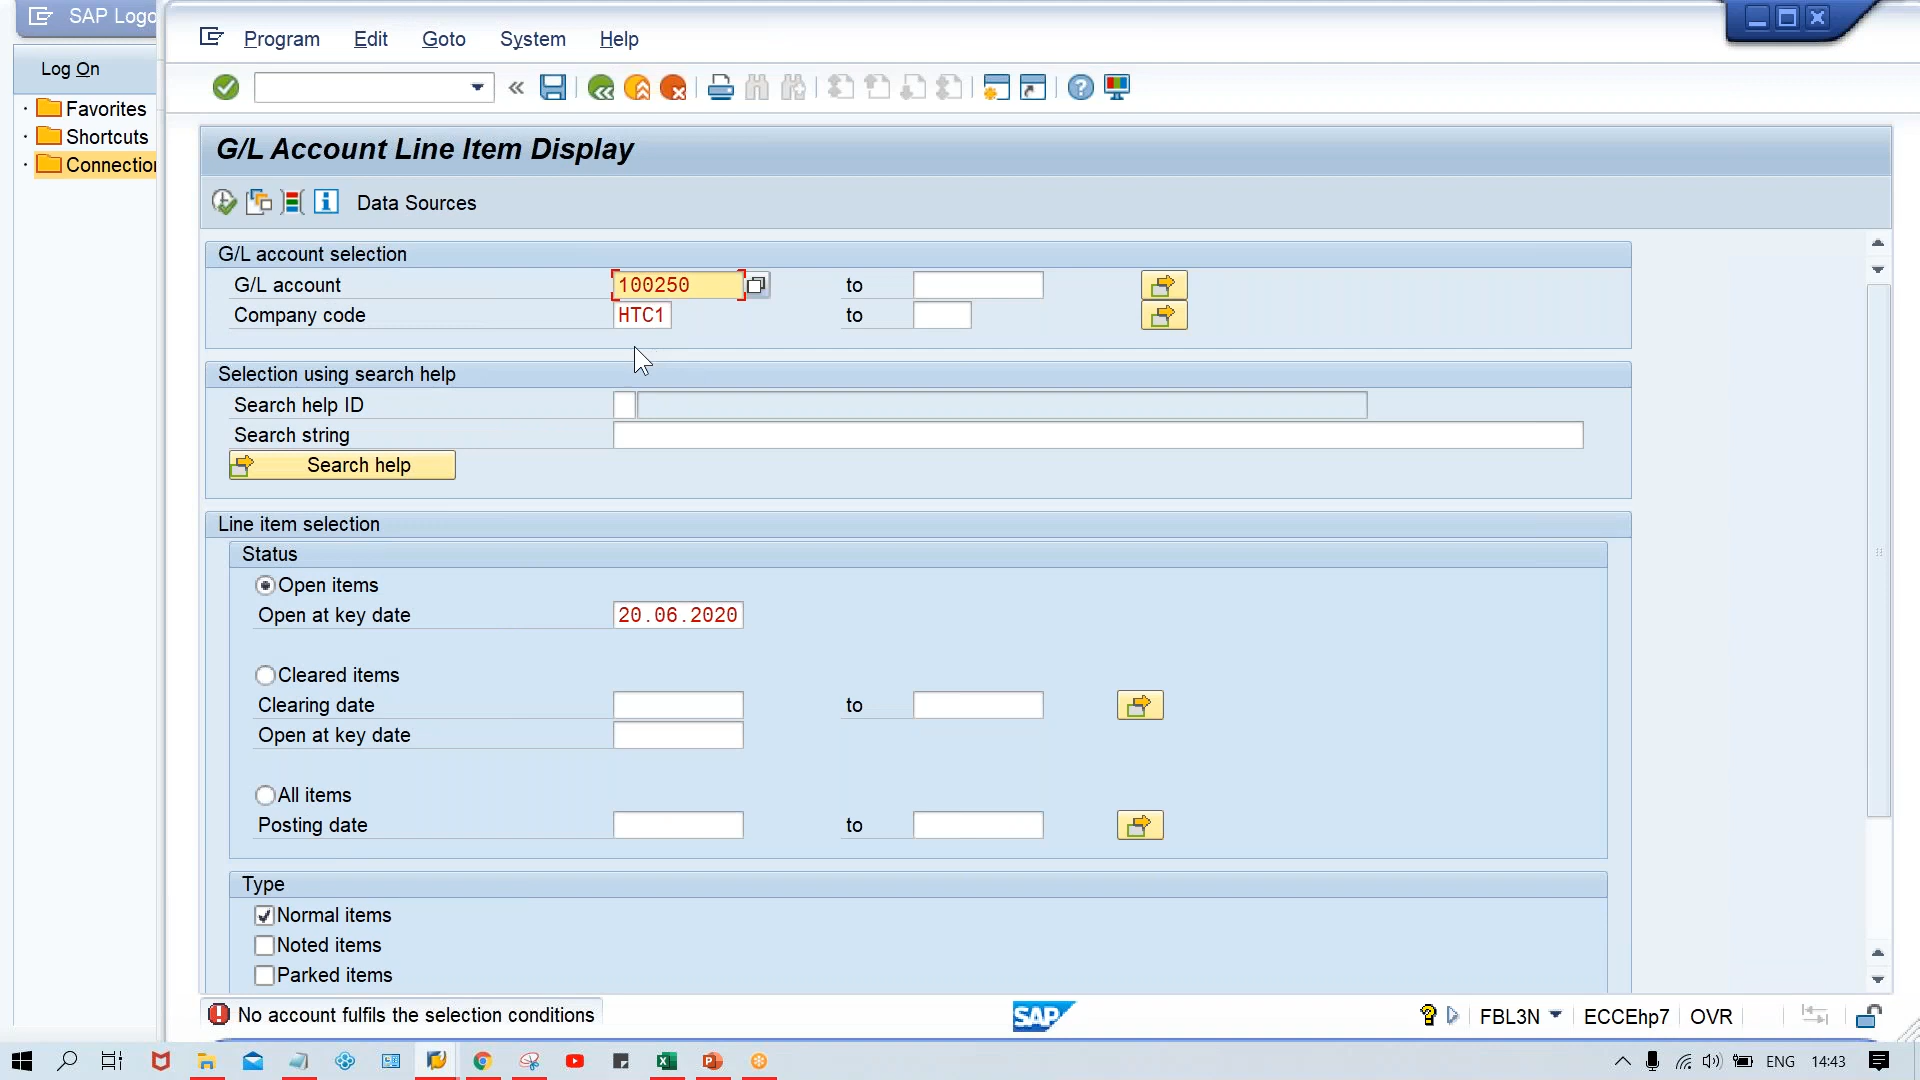 SAP Logo
Program Edit Goto System Help
Log On
Favorites
Shortcuts
Connection
G/L Account Line Item Display
Data Sources
G/L account selection
G/L account 100250 to
Company code HTC1 to
Selection using search help
Search help ID
Search string
Search help
Line item selection
Status
Open items
Open at key date 20.06.2020
Cleared items
Clearing date to
Open at key date
All items
Posting date to
Type
Normal items
Noted items
Parked items
No account fulfils the selection conditions
SAP
FBL3N ECCEhp7 OVR
ENG 14:43